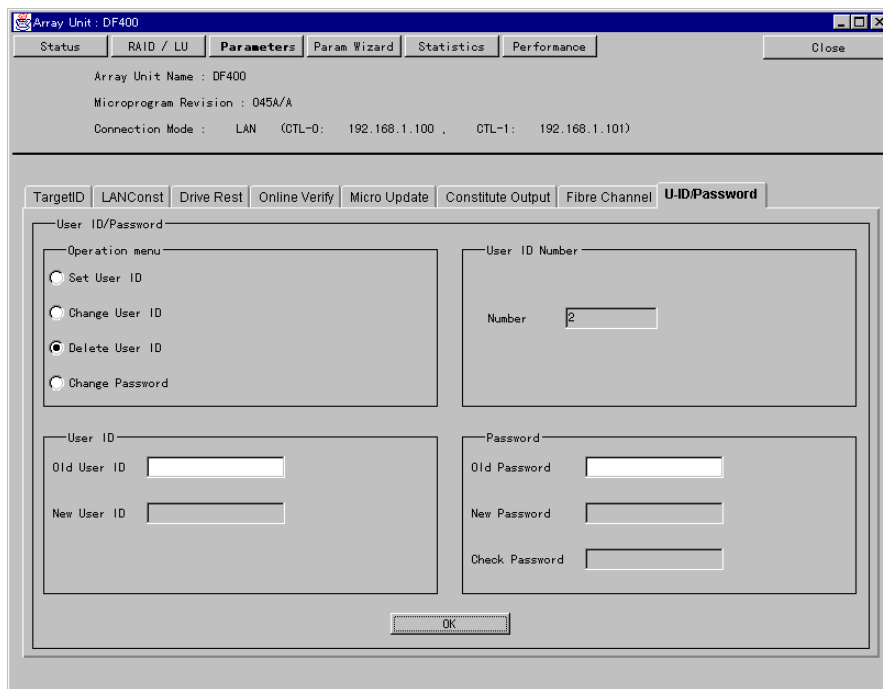 Array Unit : DF400
Status RAID / LU Parameters Param Wizard Statistics Performance Close
Array Unit Name : DF400
Microprogram Revision : 045A/A
Connection Mode : LAN (CTL-0: 192.168.1.100 , CTL-1: 192.168.1.101)
TargetID LANConst Drive Rest Online Verify Micro Update Constitute Output Fibre Channel U-ID/Password
User ID/Password
Operation menu
Set User ID
Change User ID
Delete User ID
Change Password
User ID Number
Number 2
User ID
Old User ID
New User ID
Password
Old Password
New Password
Check Password
OK